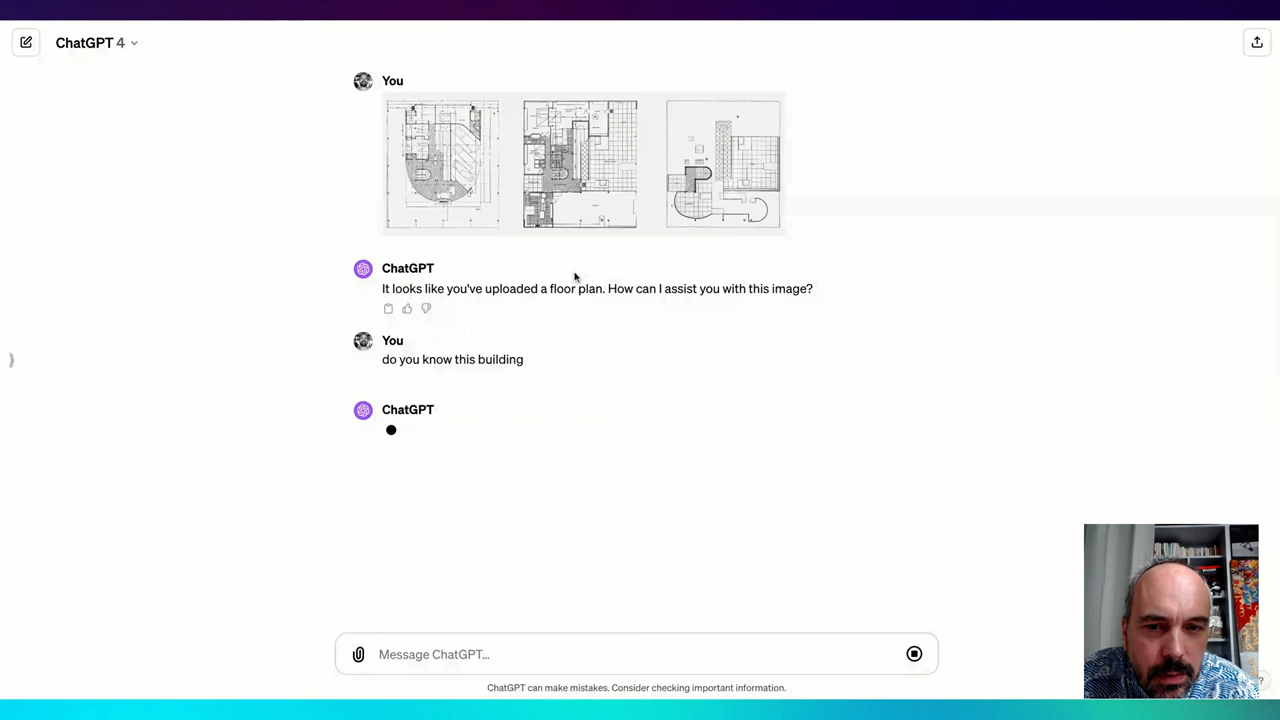 ChatGPT 4
You
ChatGPT
It looks like you've uploaded a floor plan. How can I assist you with this image?
You
do you know this building
ChatGPT
Message ChatGPT...
ChatGPT can make mistakes. Consider checking important information.
?